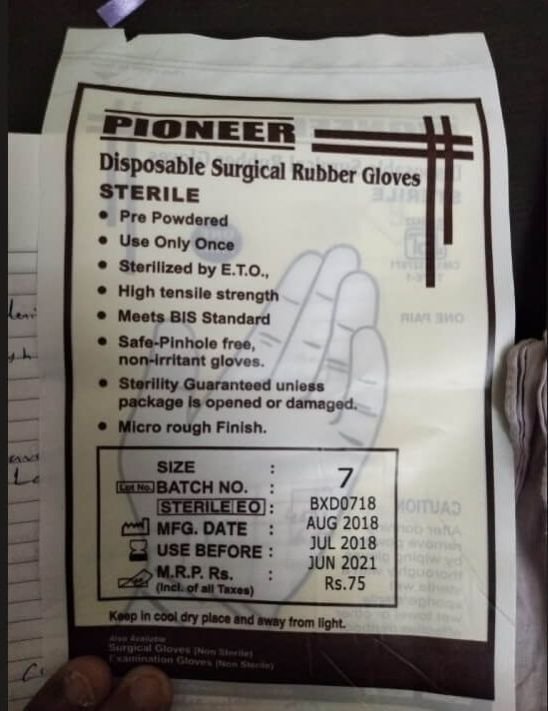 PIONEER
Disposable Surgical Rubber Gloves
STERILE
• Pre Powdered
• Use Only Once
• Sterilized by E.T.O.,
• High tensile strength
• Meets BIS Standard
• Safe-Pinhole free,
non-irritant gloves.
• Sterility Guaranteed unless
package is opened or damaged.
• Micro rough Finish.
SIZE : 7
Lot No. BATCH NO. : BXD0718
STERILE EO : AUG 2018
MFG. DATE : JUL 2018
USE BEFORE : JUN 2021
M.R.P. Rs. : Rs.75
(Incl. of all Taxes)
Keep in cool dry place and away from light.
Also Available
Surgical Gloves (Non Sterile)
Examination Gloves (Non Sterile)
ONE PAIR
CAUTION